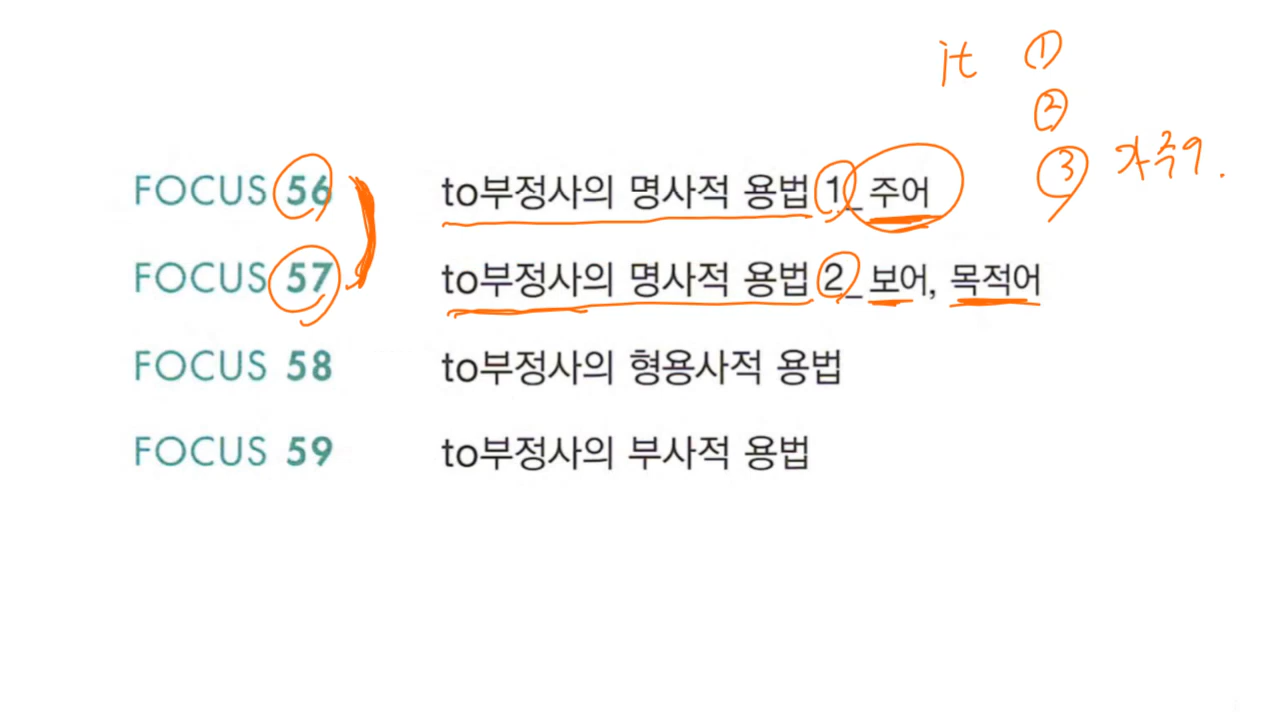 it ①
②
③ 가주어.
FOCUS 56 to부정사의 명사적 용법 1_주어
FOCUS 57 to부정사의 명사적 용법 2_보어, 목적어
FOCUS 58 to부정사의 형용사적 용법
FOCUS 59 to부정사의 부사적 용법